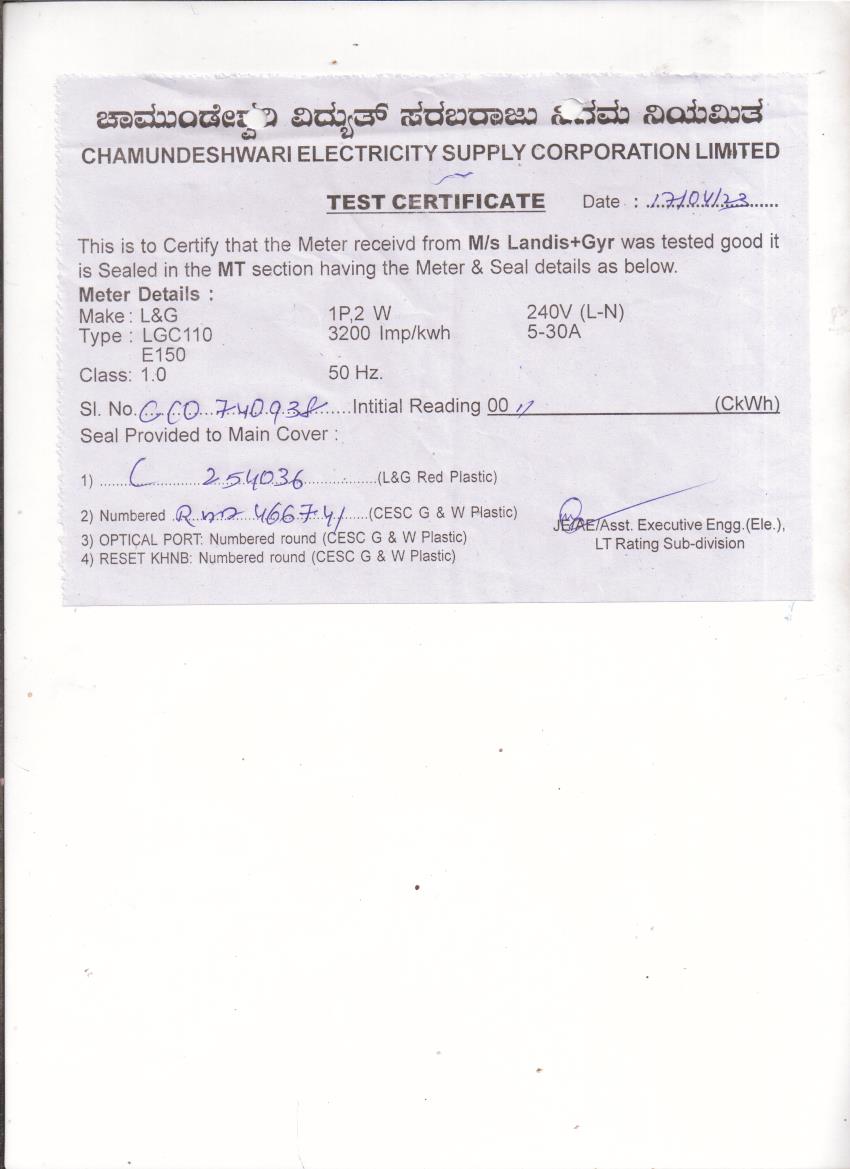 ಚಾಮುಂಡೇಶ್ವರಿ ವಿದ್ಯುತ್ ಸರಬರಾಜು ನಿಗಮ ನಿಯಮಿತ
CHAMUNDESHWARI ELECTRICITY SUPPLY CORPORATION LIMITED
TEST CERTIFICATE Date : 17/04/23
This is to Certify that the Meter receivd from M/s Landis+Gyr was tested good it
is Sealed in the MT section having the Meter & Seal details as below.
Meter Details :
Make : L&G 1P,2 W 240V (L-N)
Type : LGC110 3200 Imp/kwh 5-30A
E150
Class: 1.0 50 Hz.
Sl. No. GCO 740938 Intitial Reading 00 (CkWh)
Seal Provided to Main Cover :
1) C 254036 (L&G Red Plastic)
2) Numbered 466741 (CESC G & W Plastic)
JE/AE/Asst. Executive Engg.(Ele.),
3) OPTICAL PORT: Numbered round (CESC G & W Plastic)
LT Rating Sub-division
4) RESET KHNB: Numbered round (CESC G & W Plastic)